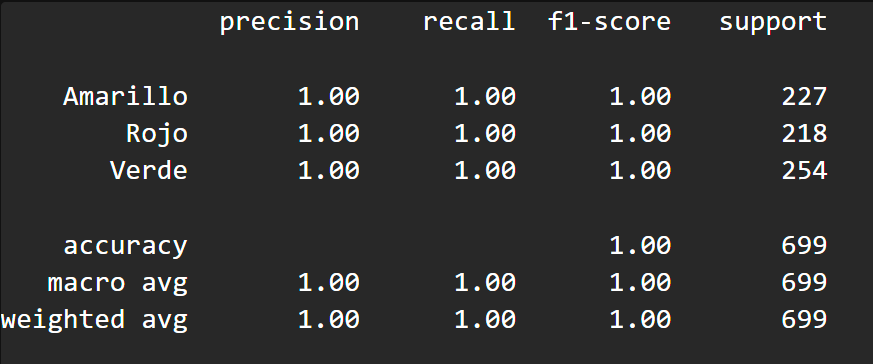 precision recall f1-score support
Amarillo 1.00 1.00 1.00 227
Rojo 1.00 1.00 1.00 218
Verde 1.00 1.00 1.00 254
accuracy 1.00 699
macro avg 1.00 1.00 1.00 699
weighted avg 1.00 1.00 1.00 699